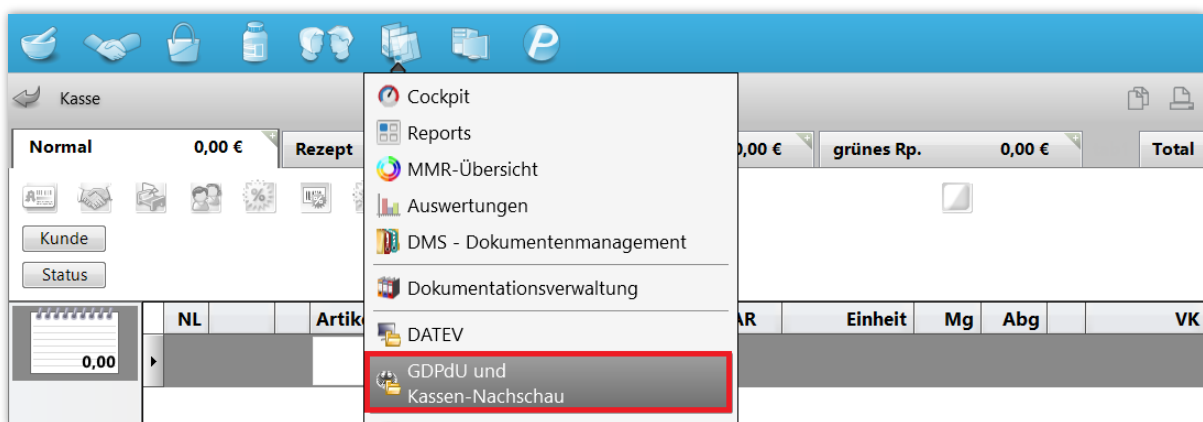 P
Kasse
Cockpit
Reports
MMR-Übersicht
Auswertungen
DMS - Dokumentenmanagement
Dokumentationsverwaltung
DATEV
GDPdU und
Kassen-Nachschau
Normal 0,00 € Rezept 0,00 € grünes Rp. 0,00 € Total
%
Kunde
Status
NL Artike AR Einheit Mg Abg VK
0,00